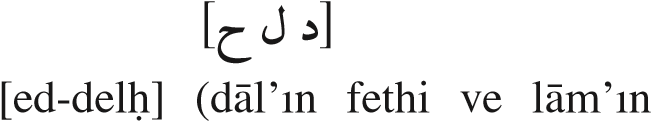 [د ل ح]
[ed-delḥ] (dāl’ın fethi ve lām’ın